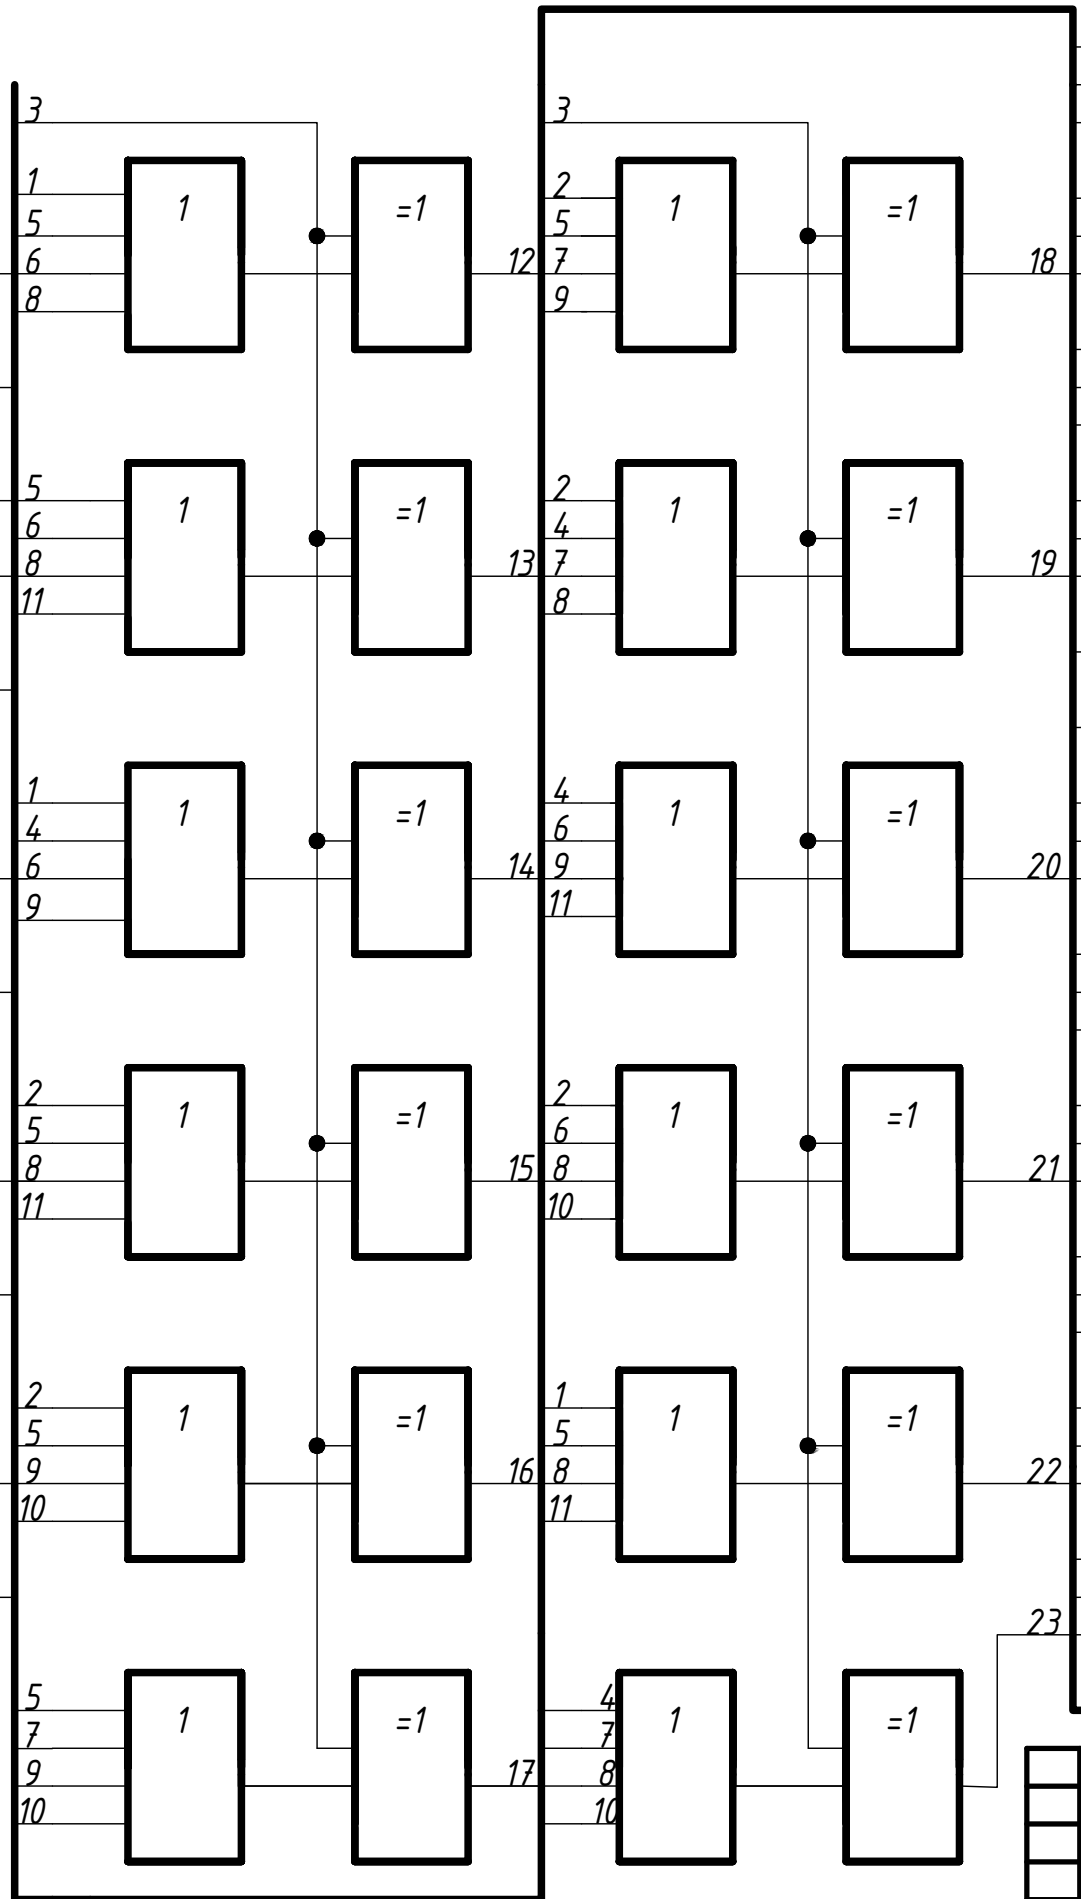 3 3
1 1 =1 2 1 =1
5 5
6 12 7 18
8 9
5 1 =1 2 1 =1
6 4
8 13 7 19
11 8
1 1 =1 4 1 =1
4 6
6 14 9 20
9 11
2 1 =1 2 1 =1
5 6
8 15 8 21
11 10
2 1 =1 1 1 =1
5 5
9 16 8 22
10 11
23
5 1 =1 4 1 =1
7 7
9 17 8
10 10